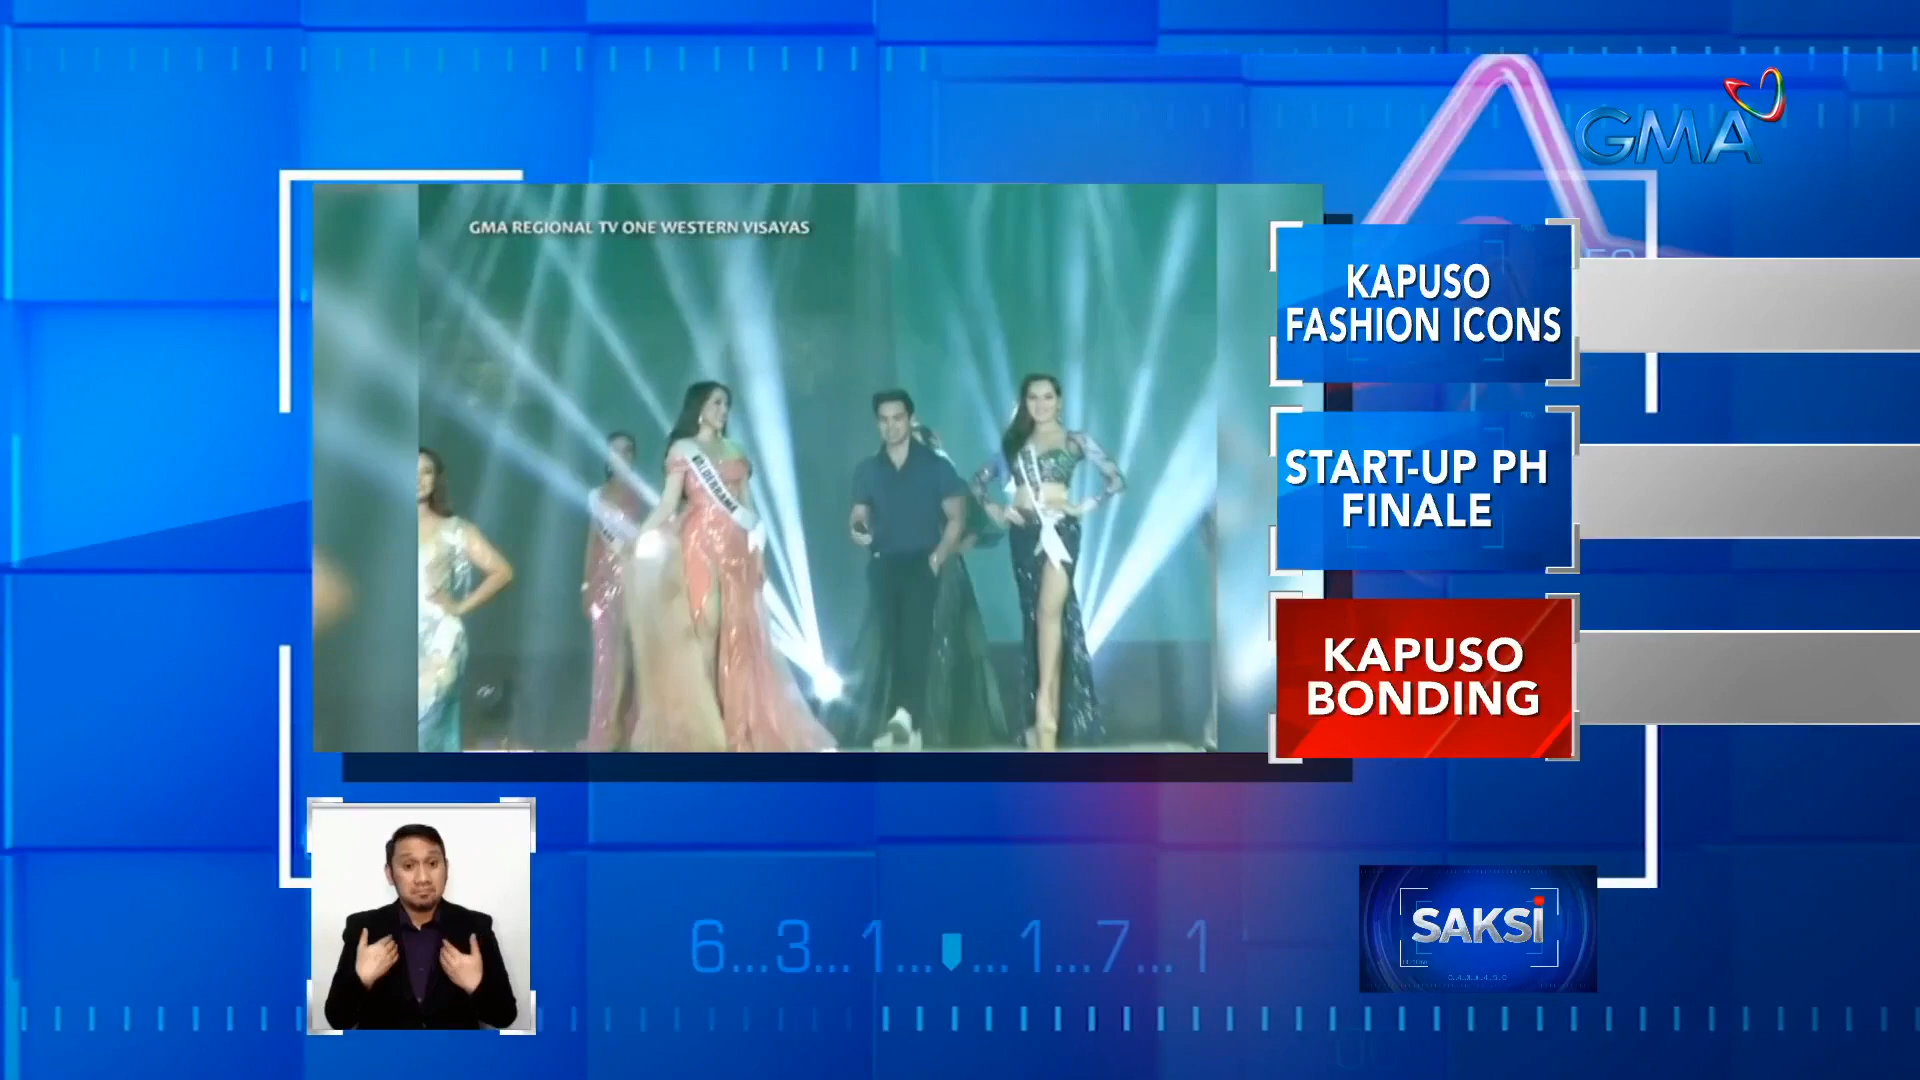 GMA
GMA REGIONAL TV ONE WESTERN VISAYAS
KAPUSO
FASHION ICONS
START-UP PH
FINALE
KAPUSO
BONDING
VALDERRAMA
6...3...1... ...1...7...1
SAKSI